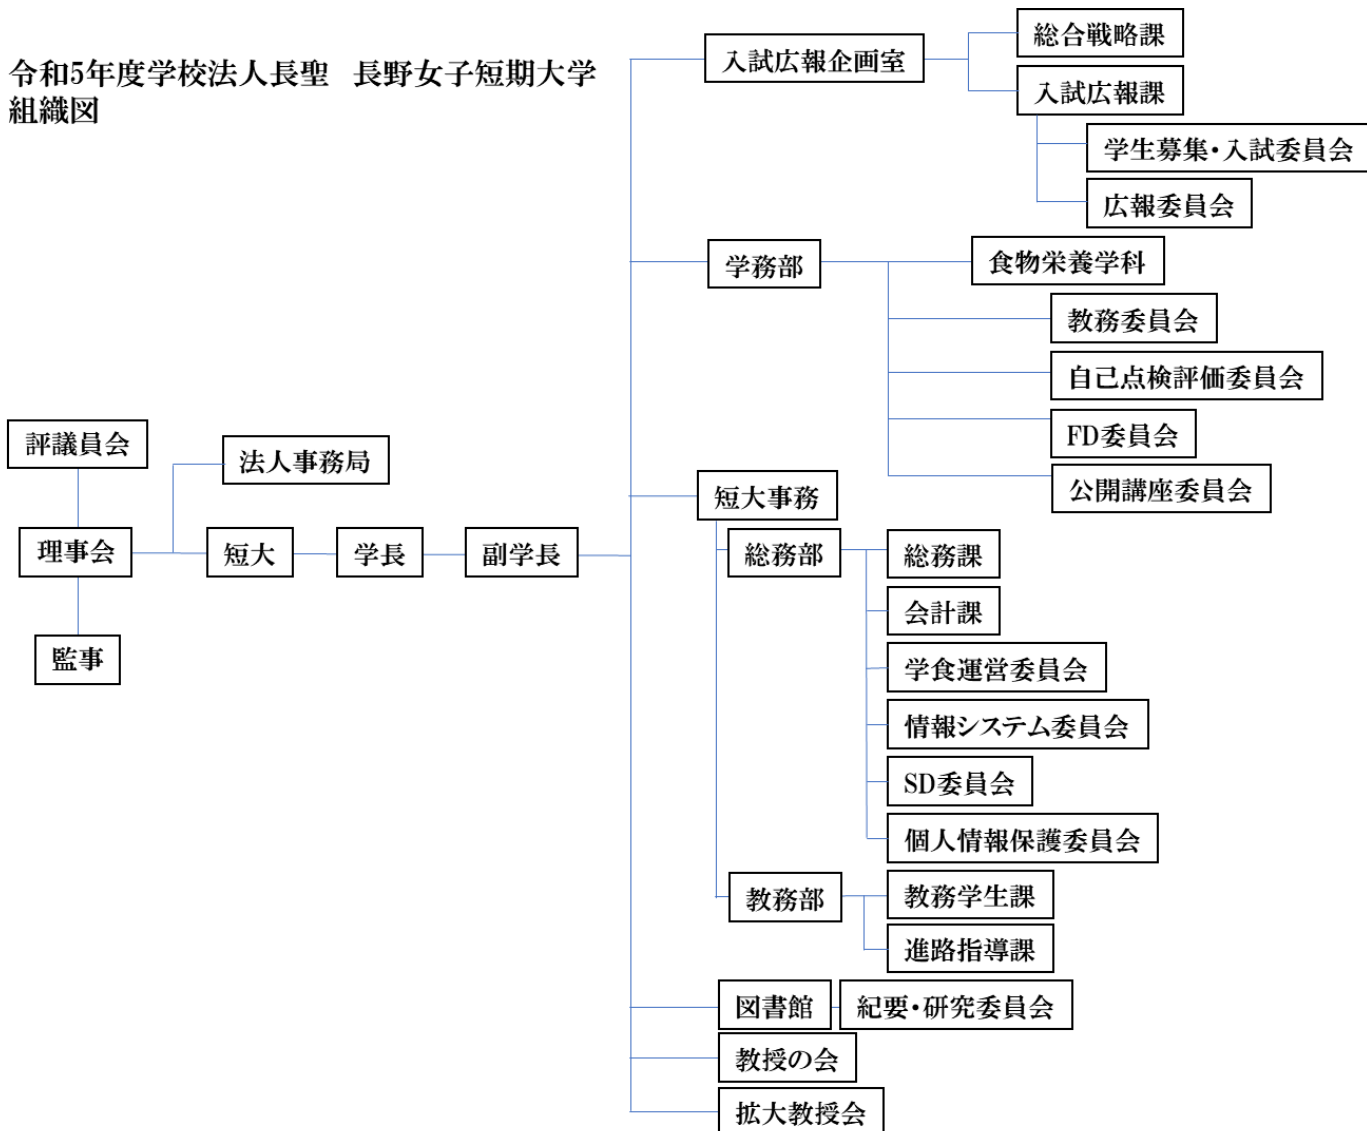 令和5年度学校法人長聖 長野女子短期大学
組織図
入試広報企画室
総合戦略課
入試広報課
学生募集・入試委員会
広報委員会
学務部
食物栄養学科
教務委員会
自己点検評価委員会
FD委員会
公開講座委員会
評議員会
法人事務局
理事会
短大
学長
副学長
監事
短大事務
総務部
総務課
会計課
学食運営委員会
情報システム委員会
SD委員会
個人情報保護委員会
教務部
教務学生課
進路指導課
図書館
紀要・研究委員会
教授の会
拡大教授会